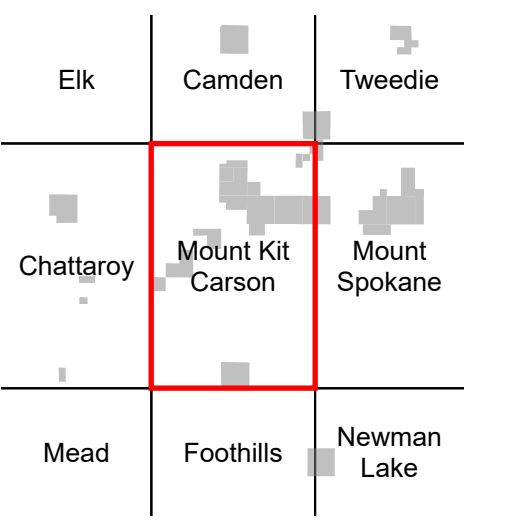 Elk
Camden
Tweedie
Chattaroy
Mount Kit
Carson
Mount
Spokane
Mead
Foothills
Newman
Lake